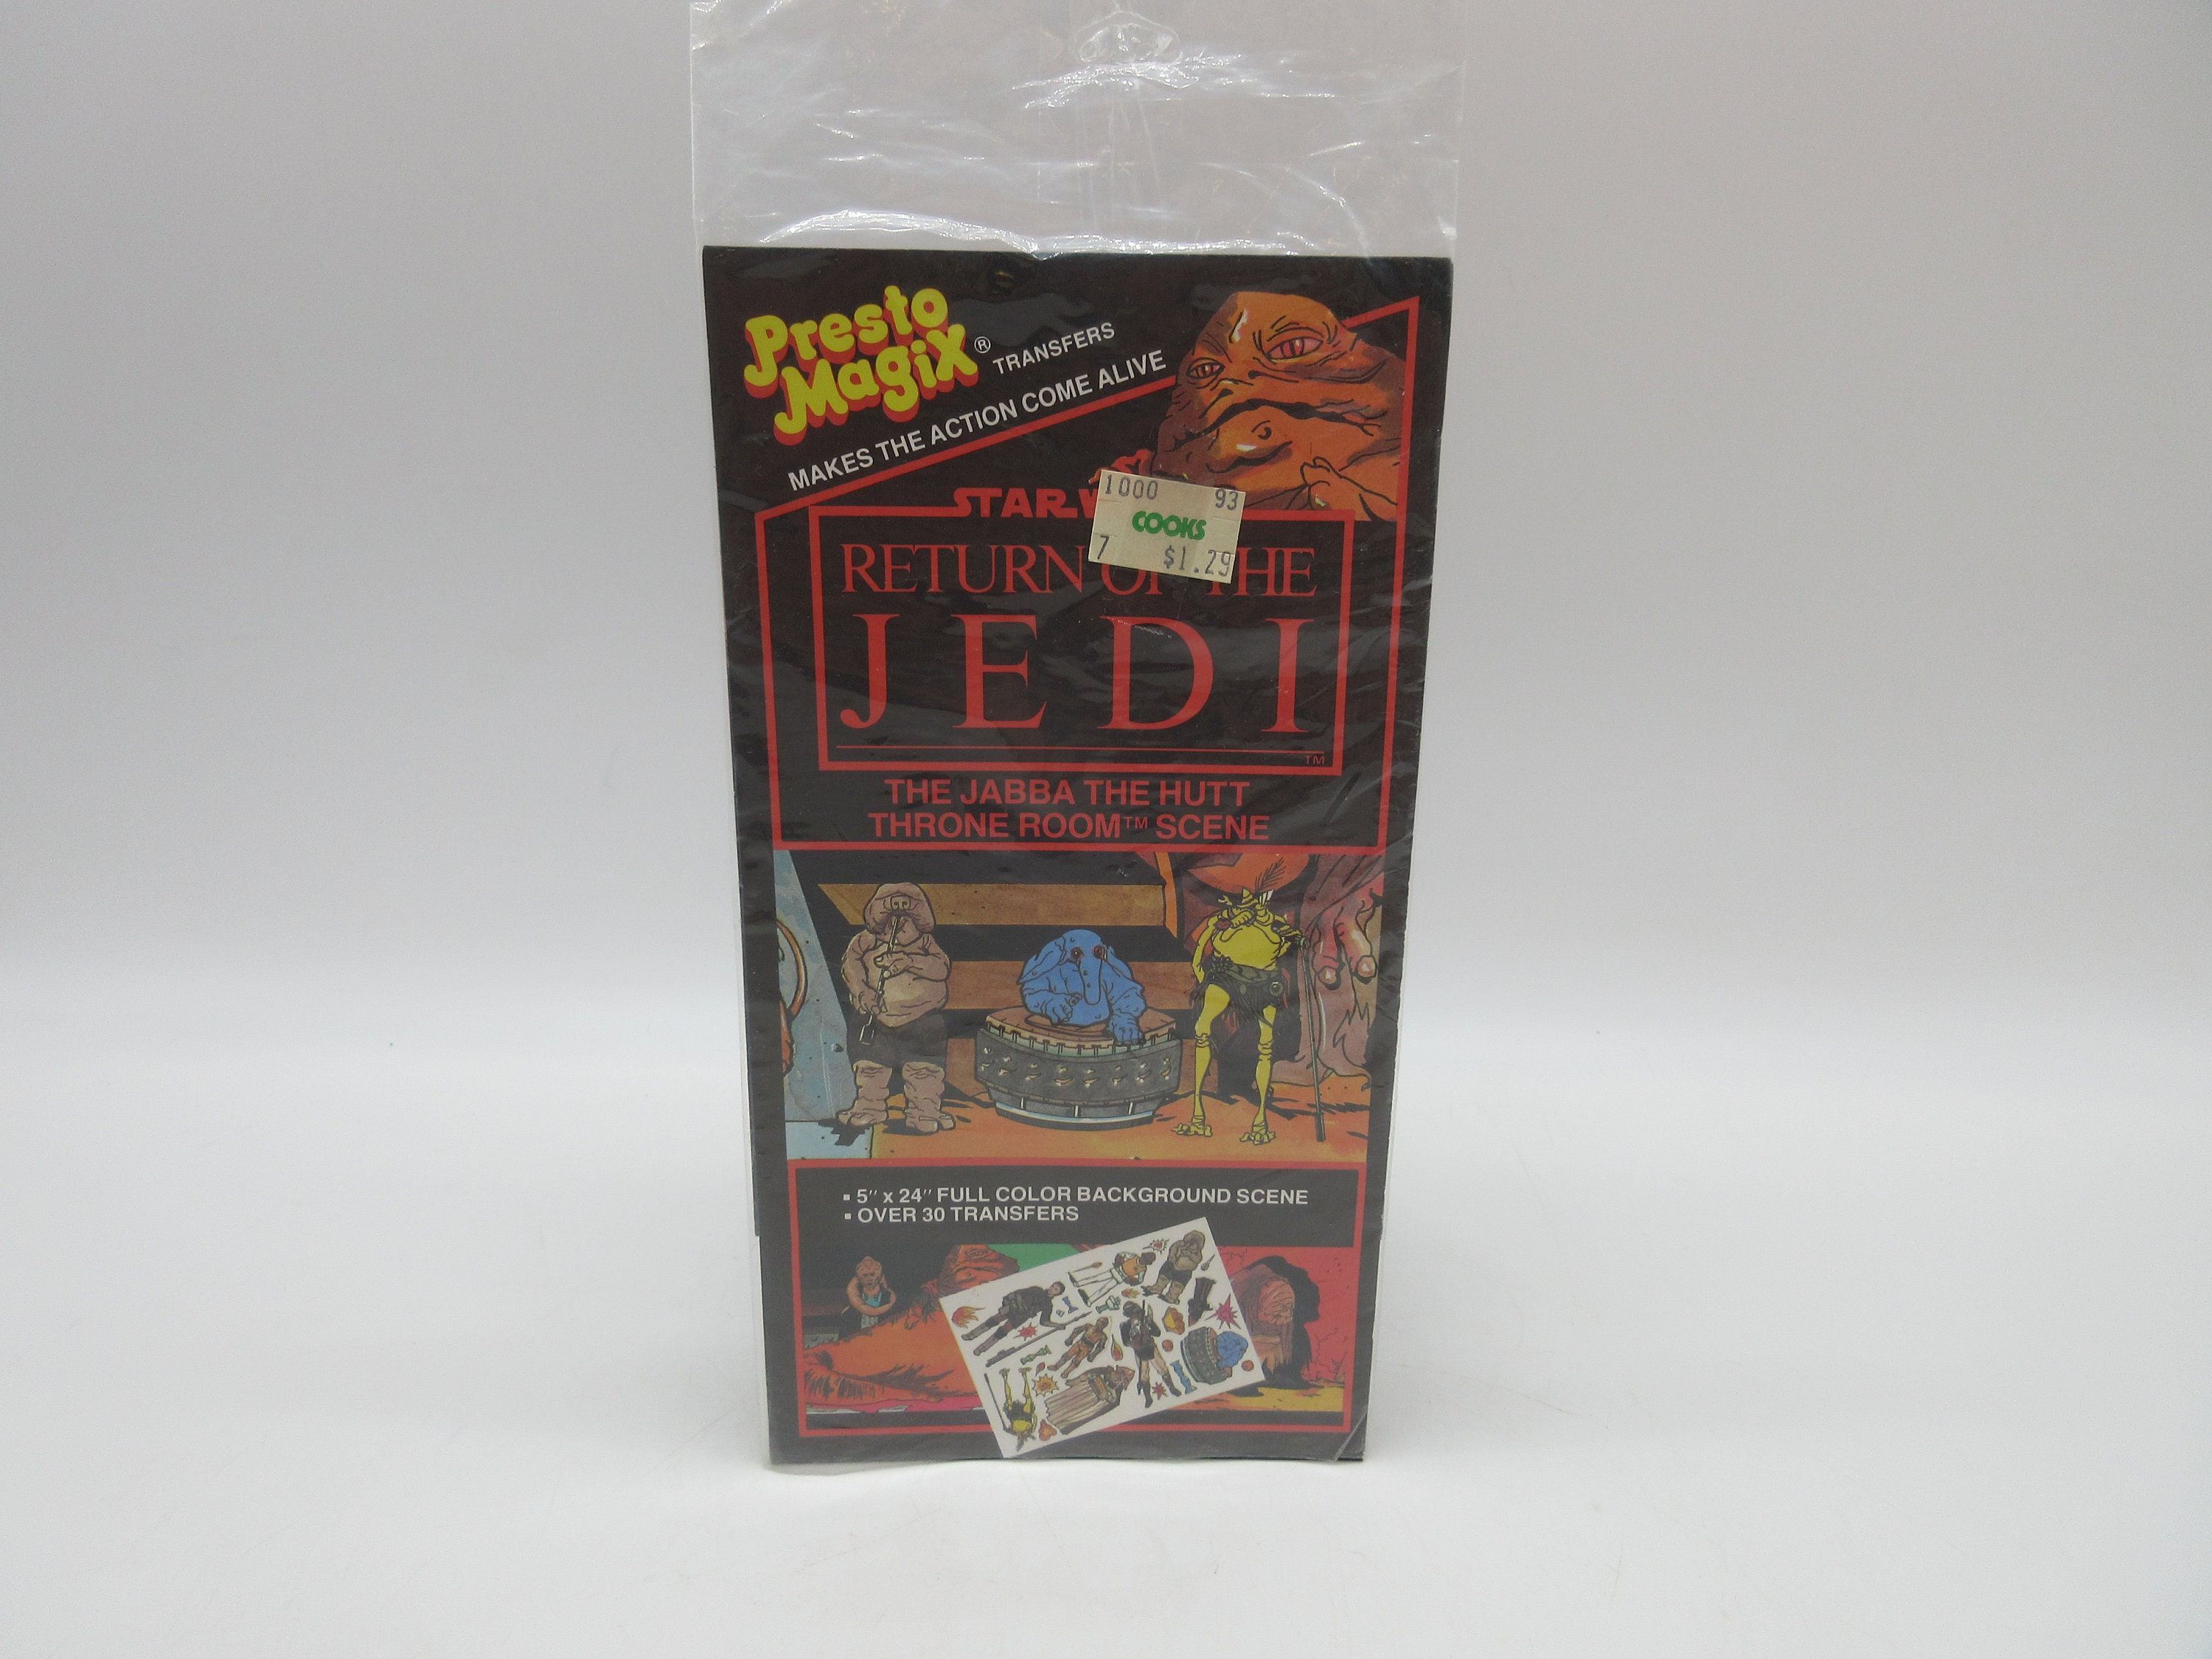 Presto
MagiX® TRANSFERS
MAKES THE ACTION COME ALIVE
STAR W
1000 93
COOKS
7 $1.29
RETURN OF THE
JEDI
TM
THE JABBA THE HUTT
THRONE ROOM™ SCENE
▪ 5" x 24" FULL COLOR BACKGROUND SCENE
▪ OVER 30 TRANSFERS